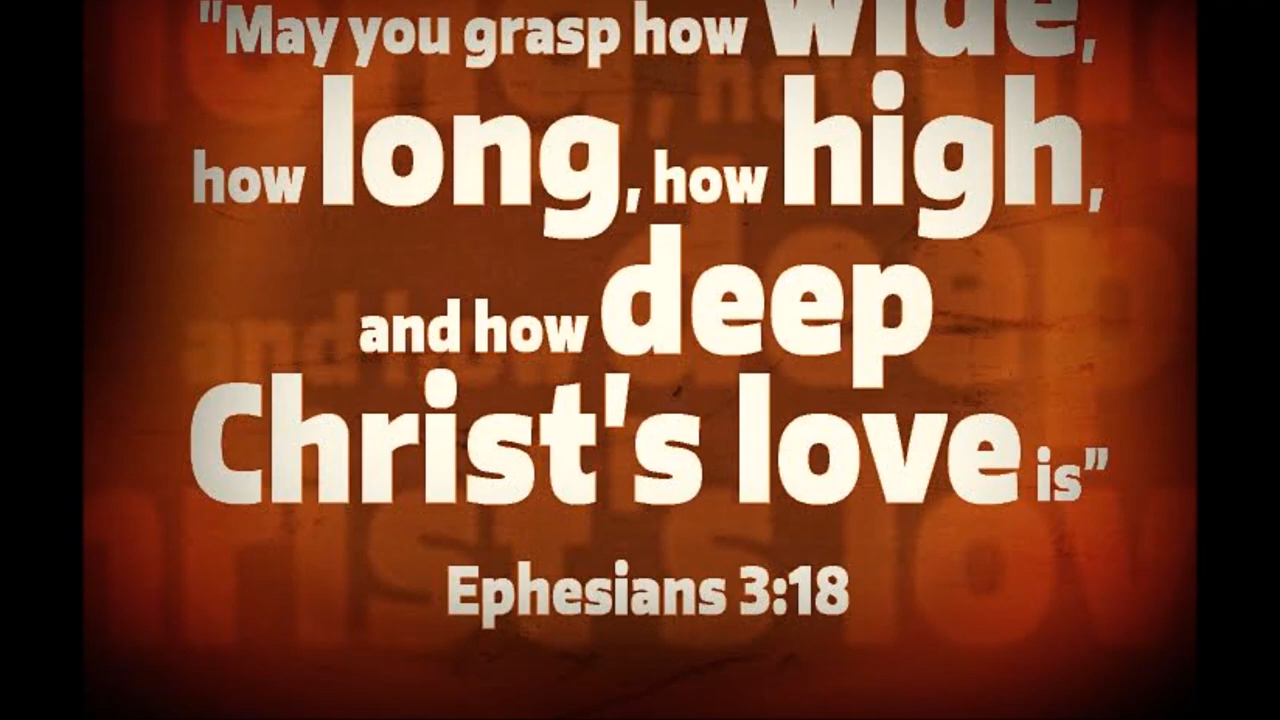 "May you grasp how wide,
how long, how high,
and how deep
Christ's love is”
Ephesians 3:18